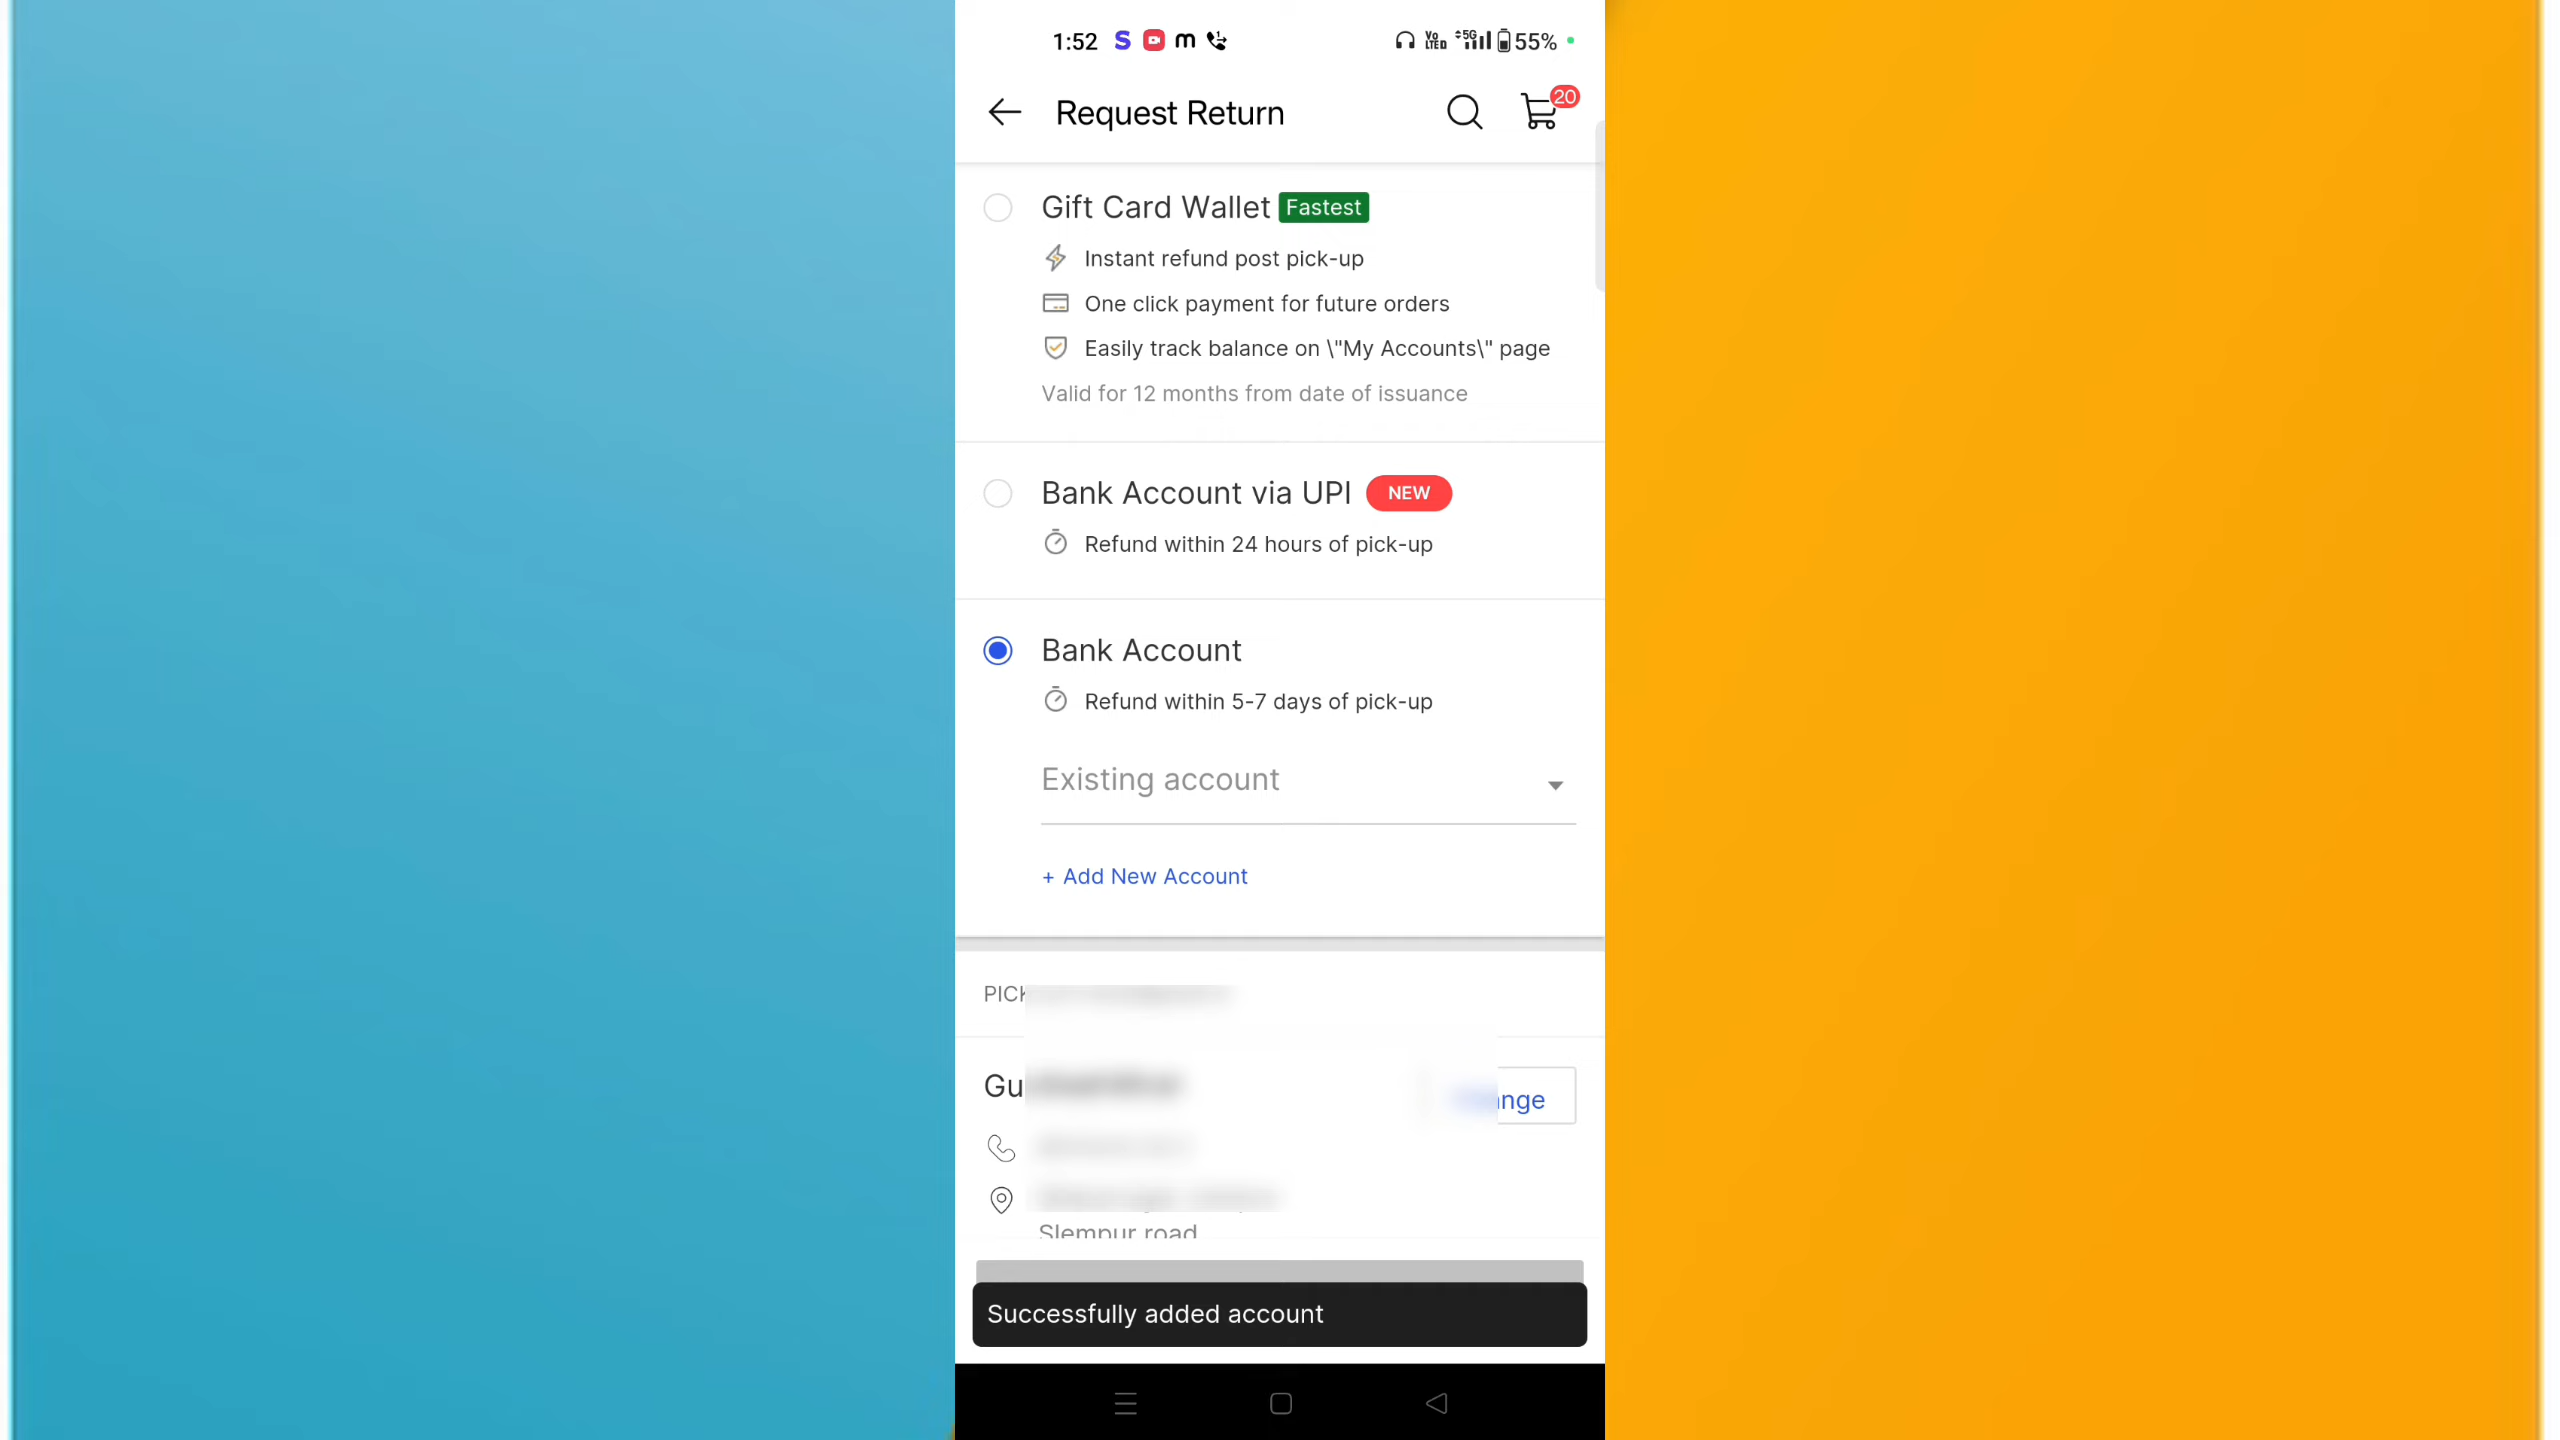 1:52 S m 5G 55%
Request Return 20
Gift Card Wallet Fastest
Instant refund post pick-up
One click payment for future orders
Easily track balance on \"My Accounts\" page
Valid for 12 months from date of issuance
Bank Account via UPI NEW
Refund within 24 hours of pick-up
Bank Account
Refund within 5-7 days of pick-up
Existing account
+ Add New Account
Slempur road
Successfully added account